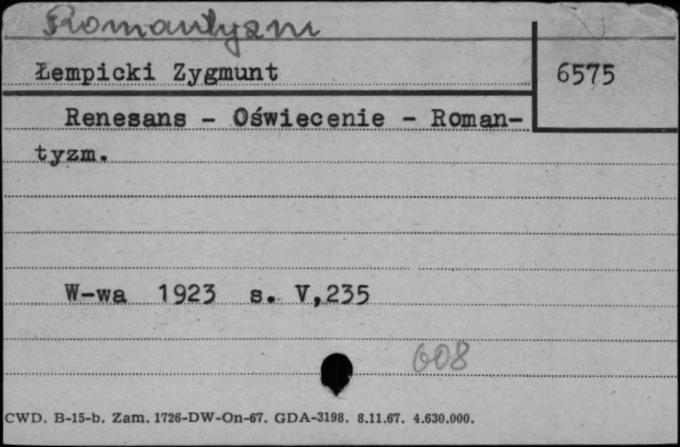 Romantyzm
Łempicki Zygmunt 6575
Renesans - Oświecenie - Roman-
tyzm.
W-wa 1923 s. V,235
608
CWD. B-15-b. Zam. 1726-DW-On-67. GDA-3198. 8.11.67. 4.630.000.